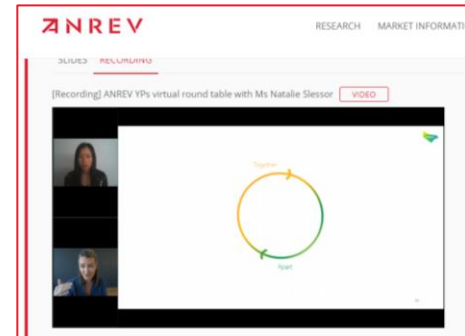 ANREV
RESEARCH MARKET INFORMATI
SLIDES RECORDING
[Recording] ANREV YPs virtual round table with Ms Natalie Slessor VIDEO
Together
Apart